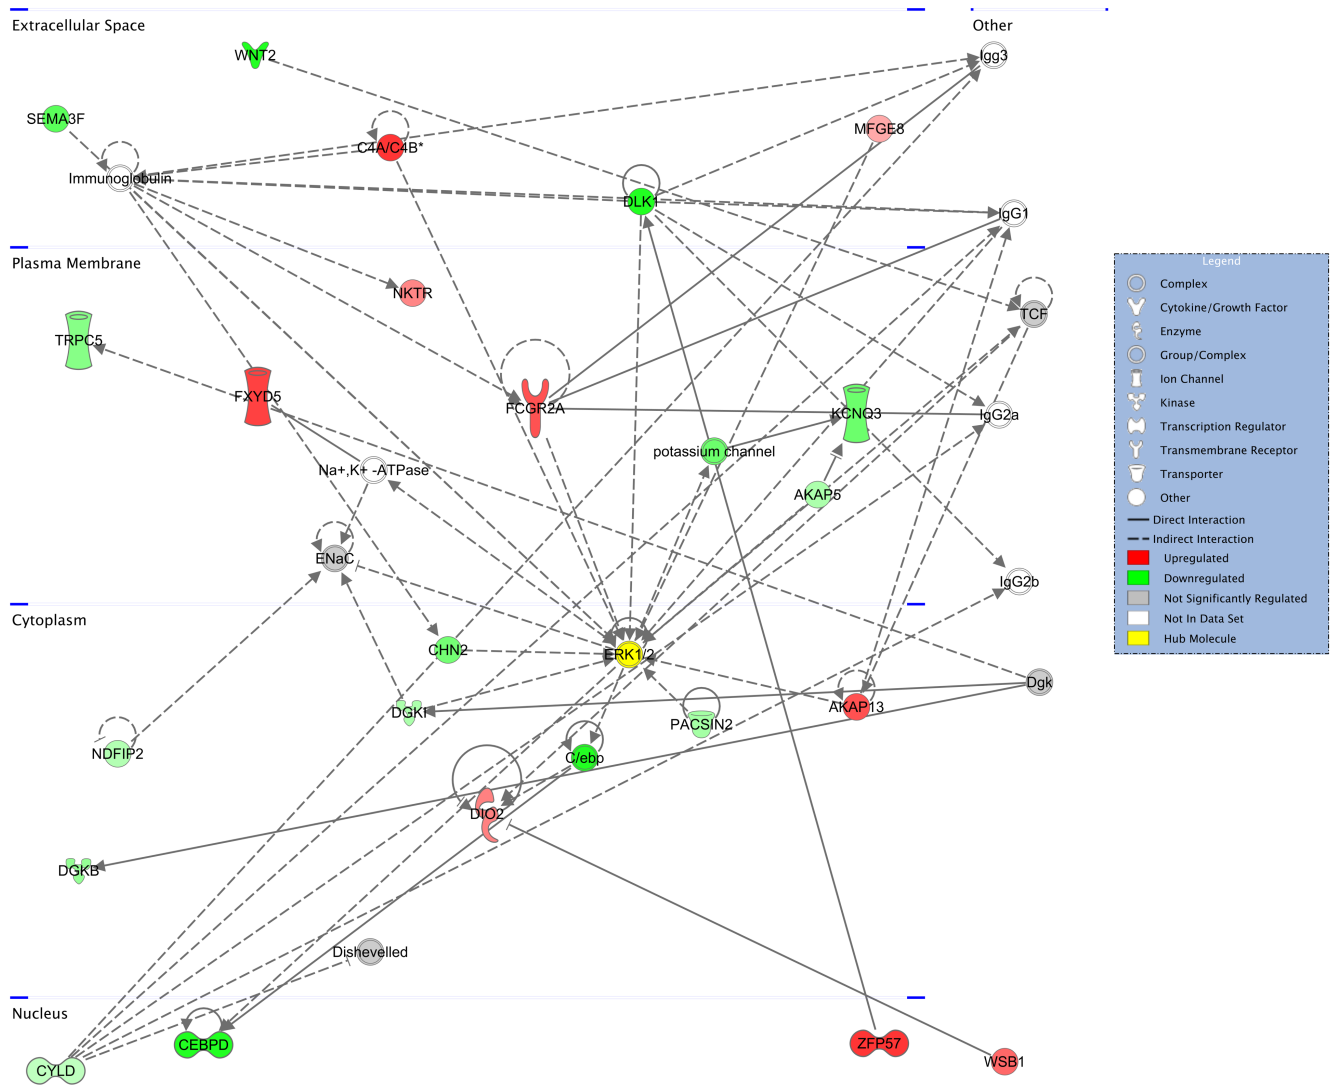 Extracellular Space
Other
WNT2
Igg3
SEMA3F
MFGE8
C4A/C4B*
Immunoglobulin
DLK1
IgG1
Plasma Membrane
Legend
NKTR
Complex
TCF
Cytokine/Growth Factor
TRPC5
Enzyme
Group/Complex
FXYD5
Ion Channel
FCGR2A
KCNQ3
IgG2a
Kinase
Transcription Regulator
potassium channel
Transmembrane Receptor
Na+,K+ -ATPase
Transporter
AKAP5
Other
Direct Interaction
Indirect Interaction
ENaC
Upregulated
IgG2b
Downregulated
Not Significantly Regulated
Cytoplasm
Not In Data Set
Hub Molecule
CHN2
ERK1/2
Dgk
DGKI
AKAP13
PACSIN2
NDFIP2
C/ebp
DIO2
DGKB
Dishevelled
Nucleus
CEBPD
ZFP57
WSB1
CYLD